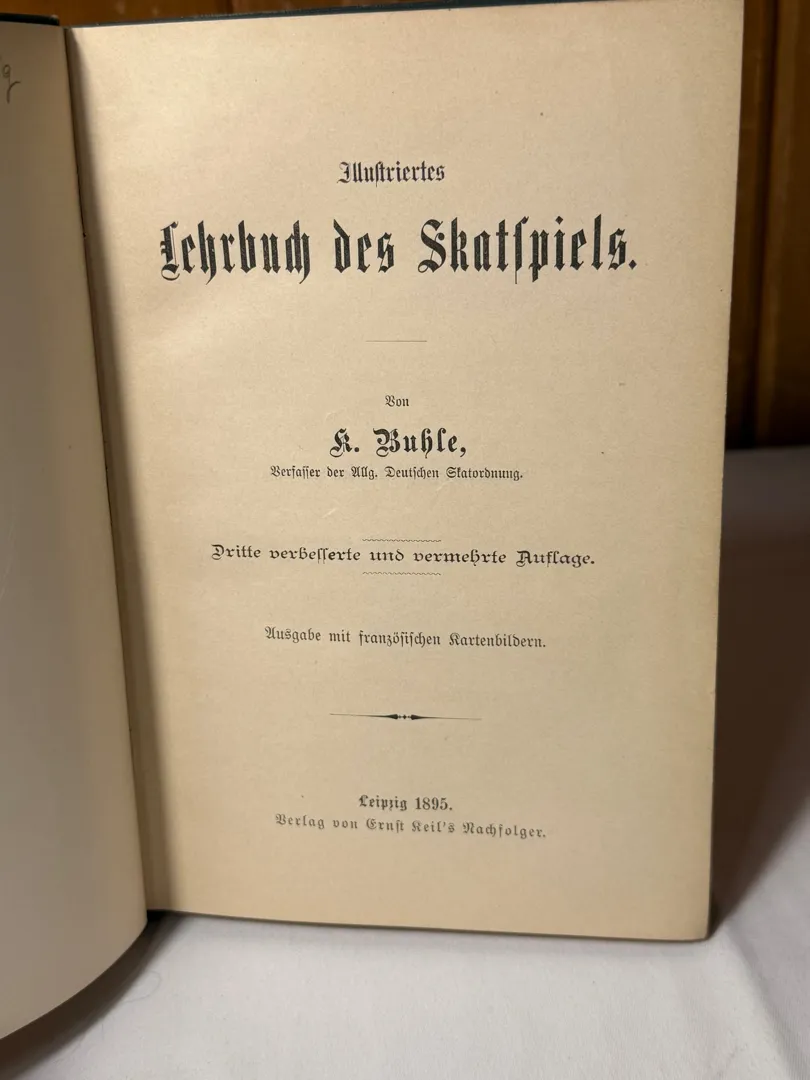 Illuſtriertes
Lehrbuch des Skatſpiels.
Von
K. Buhle,
Verfaſſer der Allg. Deutſchen Skatordnung.
Dritte verbeſſerte und vermehrte Auflage.
Ausgabe mit franzöſiſchen Kartenbildern.
Leipzig 1895.
Verlag von Ernſt Keil's Nachfolger.